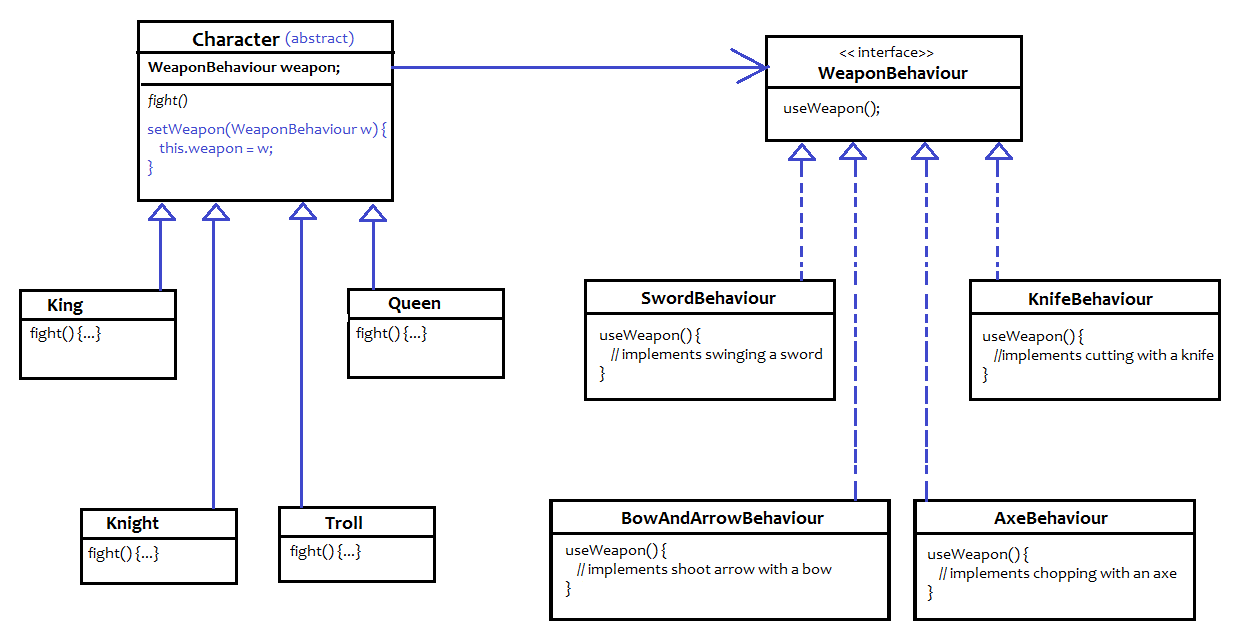 Character (abstract)
WeaponBehaviour weapon;
fight()
setWeapon(WeaponBehaviour w) {
this.weapon = w;
}
<< interface>>
WeaponBehaviour
useWeapon();
King
fight() {...}
Queen
fight() {...}
Knight
fight() {...}
Troll
fight() {...}
SwordBehaviour
useWeapon() {
// implements swinging a sword
}
KnifeBehaviour
useWeapon() {
//implements cutting with a knife
}
BowAndArrowBehaviour
useWeapon() {
// implements shoot arrow with a bow
}
AxeBehaviour
useWeapon() {
// implements chopping with an axe
}